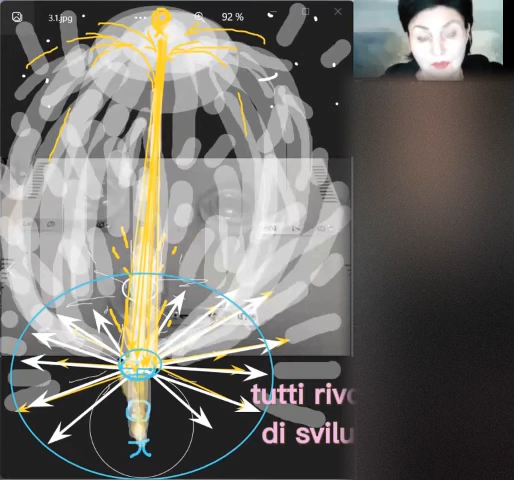 3.1.jpg ••• 92 %
tutti rivo
di svilu